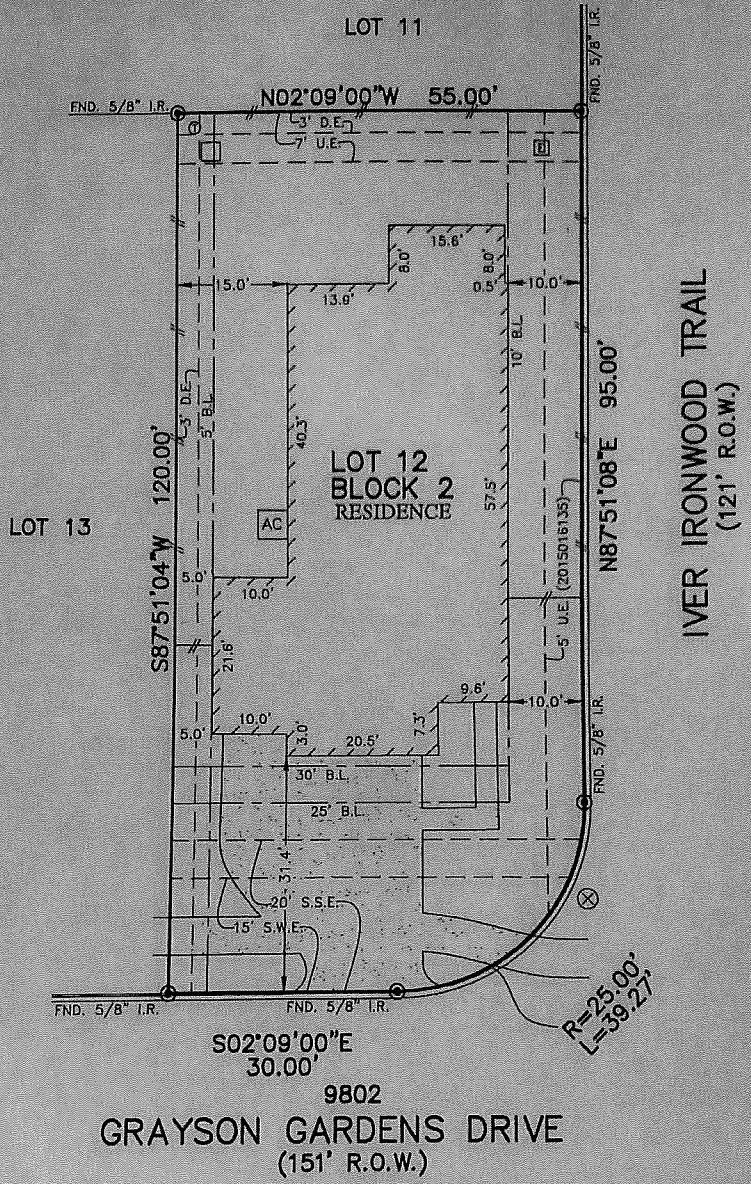 LOT 11
FND. 5/8" I.R.
N02°09'00"W 55.00'
FND. 5/8" I.R.
3' D.E.
7' U.E.
15.6'
8.0'
8.0'
15.0'
13.9'
0.5'
10.0'
10' B.L.
3' D.E.
5' B.L.
40.3'
S87°51'04"W 120.00'
N87°51'08"E 95.00'
IVER IRONWOOD TRAIL
(121' R.O.W.)
LOT 12
BLOCK 2
RESIDENCE
57.5'
AC
LOT 13
5.0'
10.0'
21.6'
5' U.E. (2015016135)
9.6'
10.0'
5.0'
10.0'
3.0'
20.5'
7.3'
FND. 5/8" I.R.
30' B.L.
25' B.L.
31.4'
20' S.S.E.
15' S.W.E.
FND. 5/8" I.R.
FND. 5/8" I.R.
R=25.00'
L=39.27'
S02°09'00"E
30.00'
9802
GRAYSON GARDENS DRIVE
(151' R.O.W.)